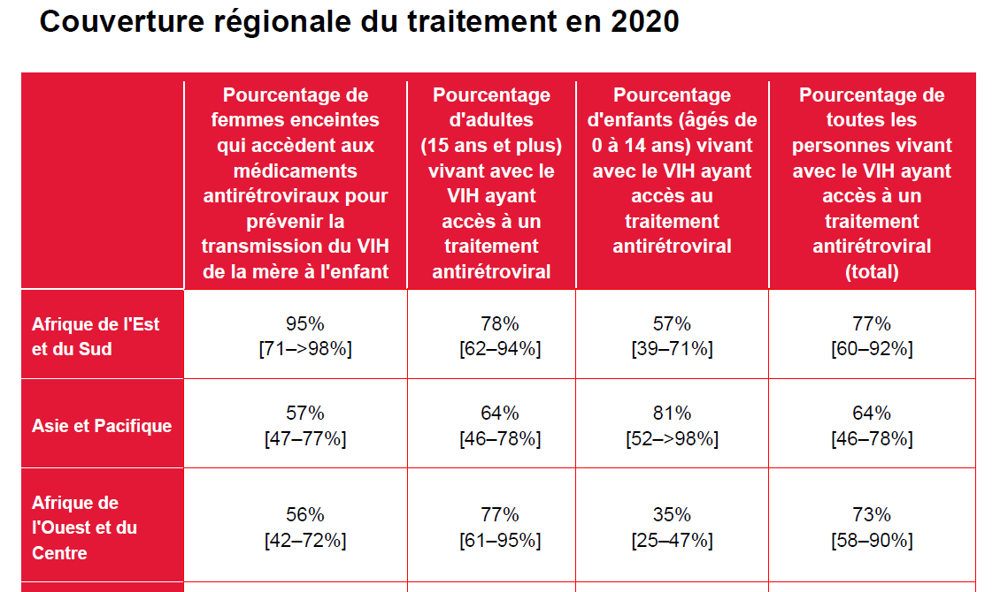 Couverture régionale du traitement en 2020
Pourcentage de
femmes enceintes
qui accèdent aux
médicaments
antirétroviraux pour
prévenir la
transmission du VIH
de la mère à l'enfant
Pourcentage
d'adultes
(15 ans et plus)
vivant avec le
VIH ayant
accès à un
traitement
antirétroviral
Pourcentage
d'enfants (âgés de
0 à 14 ans) vivant
avec le VIH ayant
accès au
traitement
antirétroviral
Pourcentage de
toutes les
personnes vivant
avec le VIH ayant
accès à un
traitement
antirétroviral
(total)
Afrique de l'Est
et du Sud
95%
[71–>98%]
78%
[62–94%]
57%
[39–71%]
77%
[60–92%]
Asie et Pacifique
57%
[47–77%]
64%
[46–78%]
81%
[52–>98%]
64%
[46–78%]
Afrique de
l'Ouest et du
Centre
56%
[42–72%]
77%
[61–95%]
35%
[25–47%]
73%
[58–90%]